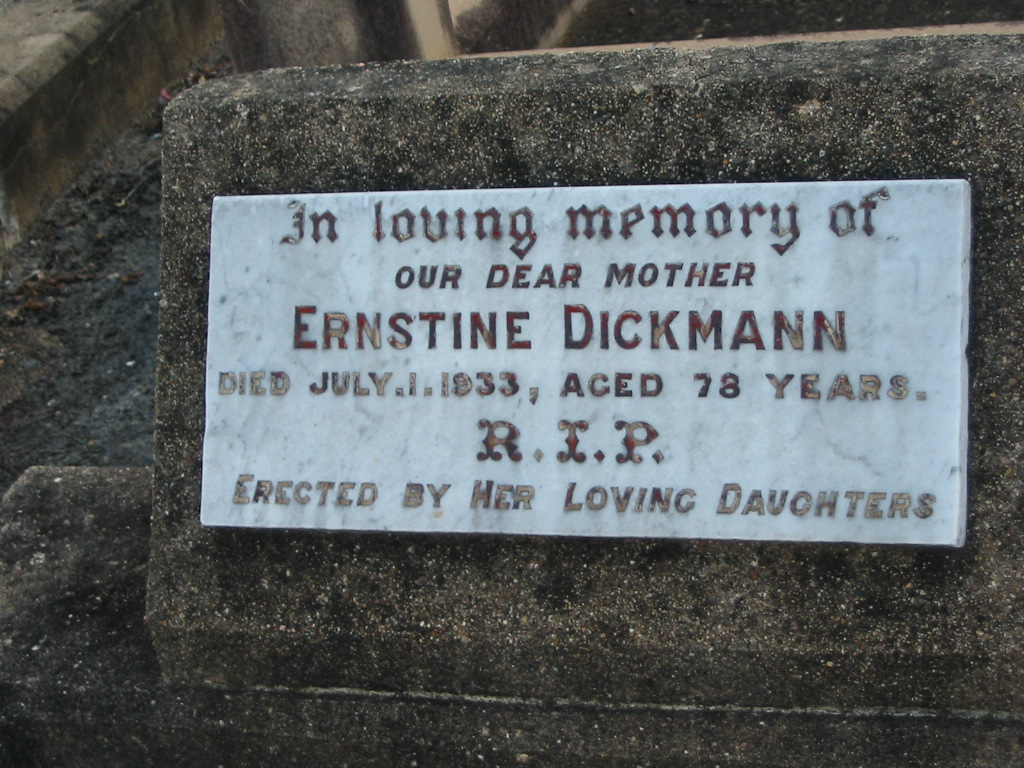 In loving memory of
OUR DEAR MOTHER
ERNSTINE DICKMANN
DIED JULY.1.1933, AGED 78 YEARS.
R.I.P.
ERECTED BY HER LOVING DAUGHTERS